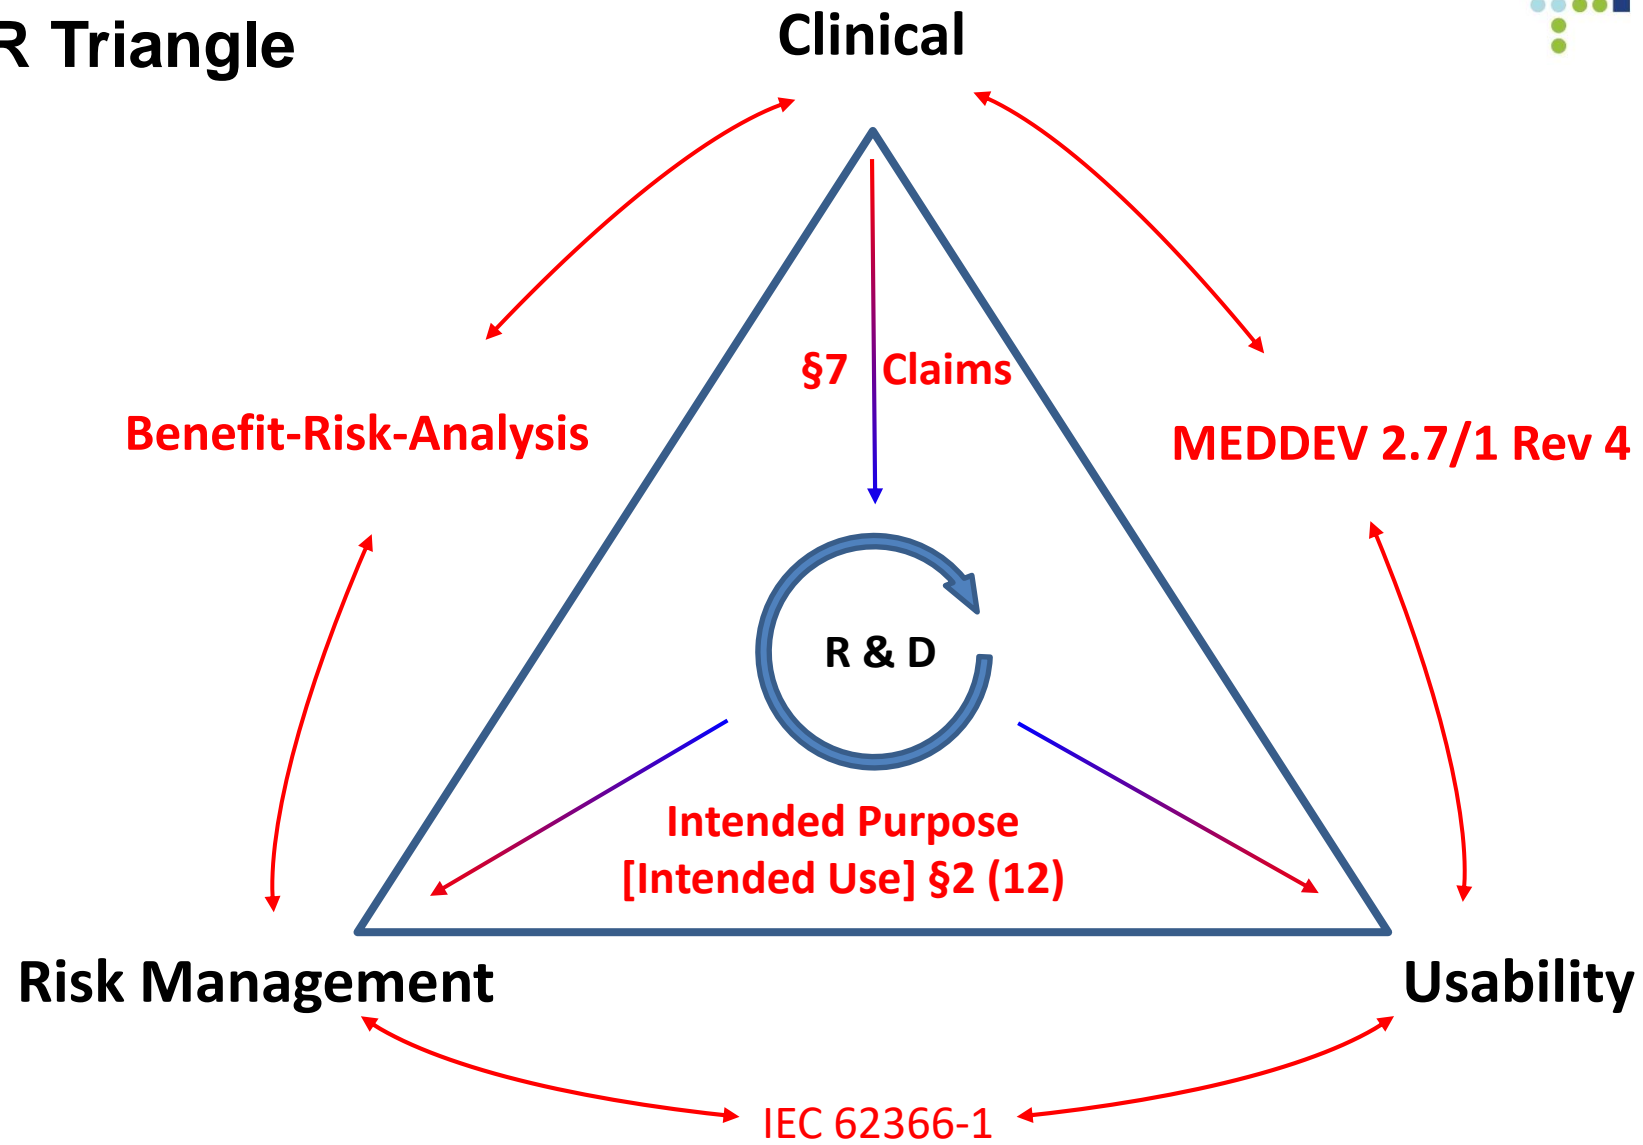 R Triangle
Clinical
§7 Claims
Benefit-Risk-Analysis
MEDDEV 2.7/1 Rev 4
R & D
Intended Purpose
[Intended Use] §2 (12)
Risk Management
Usability
IEC 62366-1